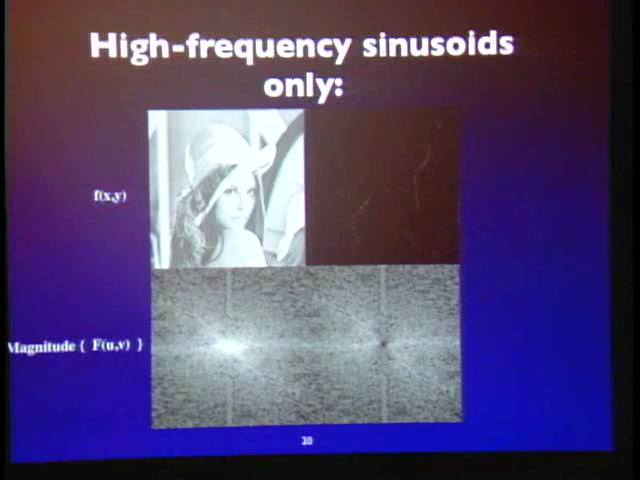 High-frequency sinusoids
only:
f(x,y)
Magnitude { F(u,v) }
20